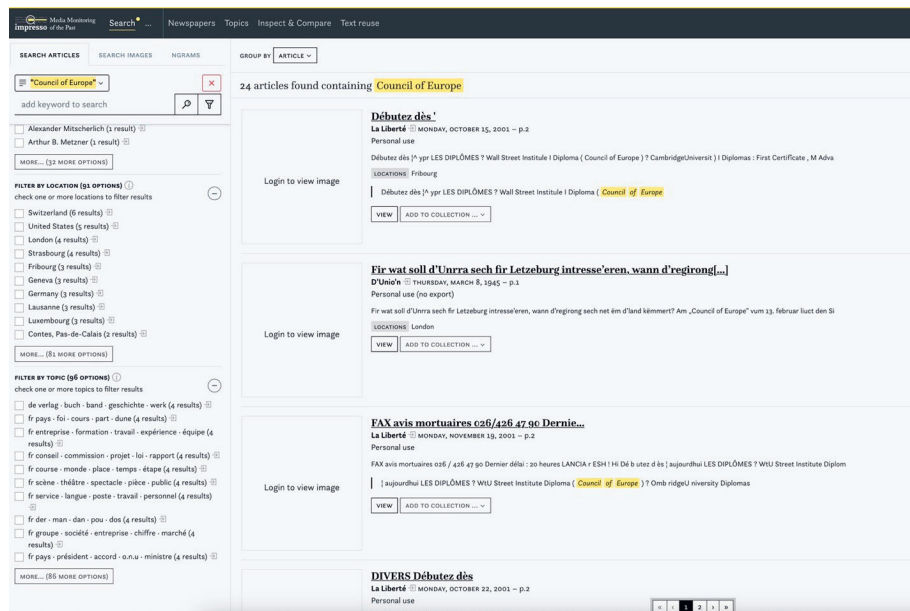 impresso Media Monitoring of the Past
Search ... Newspapers Topics Inspect & Compare Text reuse
SEARCH ARTICLES SEARCH IMAGES NGRAMS
"Council of Europe"
add keyword to search
Alexander Mitscherlich (1 result)
Arthur B. Metzner (1 result)
MORE... (32 MORE OPTIONS)
FILTER BY LOCATION (91 OPTIONS)
check one or more locations to filter results
Switzerland (6 results)
United States (5 results)
London (4 results)
Strasbourg (4 results)
Fribourg (3 results)
Geneva (3 results)
Germany (3 results)
Lausanne (3 results)
Luxembourg (3 results)
Contes, Pas-de-Calais (2 results)
MORE... (81 MORE OPTIONS)
FILTER BY TOPIC (96 OPTIONS)
check one or more topics to filter results
de verlag · buch · band · geschichte · werk (4 results)
fr pays · foi · cours · part · dune (4 results)
fr entreprise · formation · travail · expérience · équipe (4
results)
fr conseil · commission · projet · loi · rapport (4 results)
fr course · monde · place · temps · étape (4 results)
fr scène · théâtre · spectacle · pièce · public (4 results)
fr service · langue · poste · travail · personnel (4 results)
fr der · man · dan · pou · dos (4 results)
fr groupe · société · entreprise · chiffre · marché (4
results)
fr pays · président · accord · o.n.u · ministre (4 results)
MORE... (86 MORE OPTIONS)
GROUP BY ARTICLE
24 articles found containing Council of Europe
Login to view image
Débutez dès '
La Liberté MONDAY, OCTOBER 15, 2001 – p.2
Personal use
Débutez dès ¦^ ypr LES DIPLÔMES ? Wall Street Institule I Diploma ( Council of Europe ) ? CambridgeUniversit ) I Diplomas : First Certificate , M Adva
LOCATIONS Fribourg
Débutez dès ¦^ ypr LES DIPLÔMES ? Wall Street Institule I Diploma ( Council of Europe
VIEW ADD TO COLLECTION ...
Login to view image
Fir wat soll d'Unrra sech fir Letzeburg intresse'eren, wann d'regirong[...]
D'Unio'n THURSDAY, MARCH 8, 1945 – p.1
Personal use (no export)
Fir wat soll d'Unrra sech fir Letzeburg intresse'eren, wann d'regirong sech net ëm d'land këmmert? Am „Council of Europe" vum 13. februar liuct den Si
LOCATIONS London
VIEW ADD TO COLLECTION ...
Login to view image
FAX avis mortuaires 026/426 47 90 Dernie...
La Liberté MONDAY, NOVEMBER 19, 2001 – p.2
Personal use
FAX avis mortuaires 026 / 426 47 90 Dernier délai : 20 heures LANCIA r ESH ! Hi Dé b utez d ès ¦ aujourdhui LES DIPLÔMES ? WtU Street Institute Diplom
¦ aujourdhui LES DIPLÔMES ? WtU Street Institute Diploma ( Council of Europe ) ? Omb ridgeU niversity Diplomas
VIEW ADD TO COLLECTION ...
DIVERS Débutez dès
La Liberté MONDAY, OCTOBER 22, 2001 – p.2
Personal use
« ‹ 1 2 › »